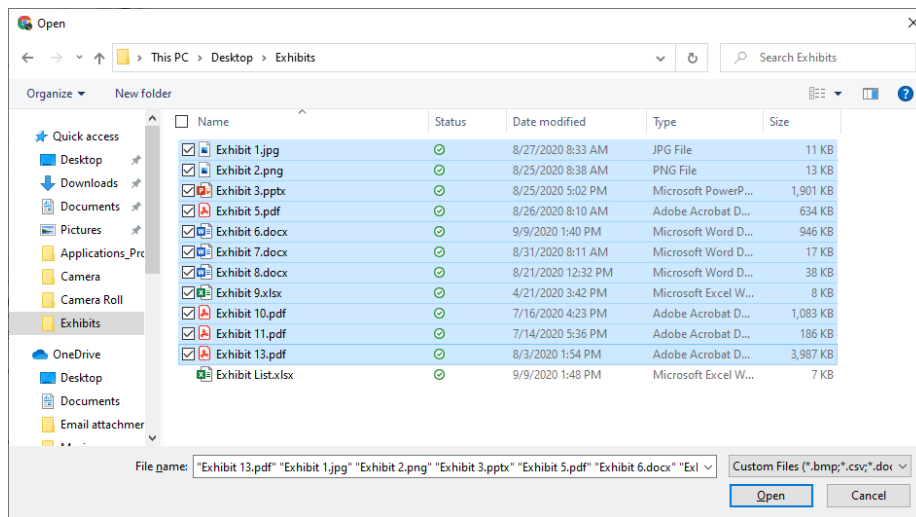 Open
This PC > Desktop > Exhibits
Search Exhibits
Organize New folder
Name Status Date modified Type Size
Quick access
Desktop
Downloads
Documents
Pictures
Applications_Prc
Camera
Camera Roll
Exhibits
OneDrive
Desktop
Documents
Email attachmer
Exhibit 1.jpg 8/27/2020 8:33 AM JPG File 11 KB
Exhibit 2.png 8/25/2020 8:38 AM PNG File 13 KB
Exhibit 3.pptx 8/25/2020 5:02 PM Microsoft PowerP... 1,901 KB
Exhibit 5.pdf 8/26/2020 8:10 AM Adobe Acrobat D... 634 KB
Exhibit 6.docx 9/9/2020 1:40 PM Microsoft Word D... 946 KB
Exhibit 7.docx 8/31/2020 8:11 AM Microsoft Word D... 17 KB
Exhibit 8.docx 8/21/2020 12:32 PM Microsoft Word D... 38 KB
Exhibit 9.xlsx 4/21/2020 3:42 PM Microsoft Excel W... 8 KB
Exhibit 10.pdf 7/16/2020 4:23 PM Adobe Acrobat D... 1,083 KB
Exhibit 11.pdf 7/14/2020 5:36 PM Adobe Acrobat D... 186 KB
Exhibit 13.pdf 8/3/2020 1:54 PM Adobe Acrobat D... 3,987 KB
Exhibit List.xlsx 9/9/2020 1:48 PM Microsoft Excel W... 7 KB
File name: "Exhibit 13.pdf" "Exhibit 1.jpg" "Exhibit 2.png" "Exhibit 3.pptx" "Exhibit 5.pdf" "Exhibit 6.docx" "Exl Custom Files (*.bmp;*.csv;*.doc
Open Cancel